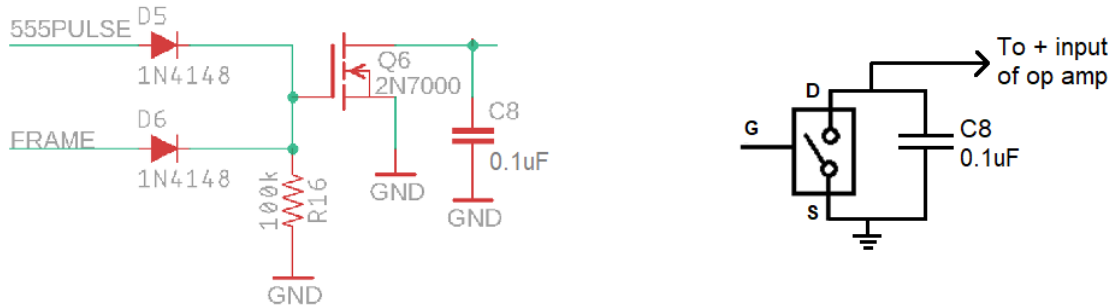 555PULSE
D5
1N4148
Q6
2N7000
FRAME
D6
1N4148
C8
0.1uF
100k
R16
GND
GND
GND
To + input
of op amp
D
G
S
C8
0.1uF